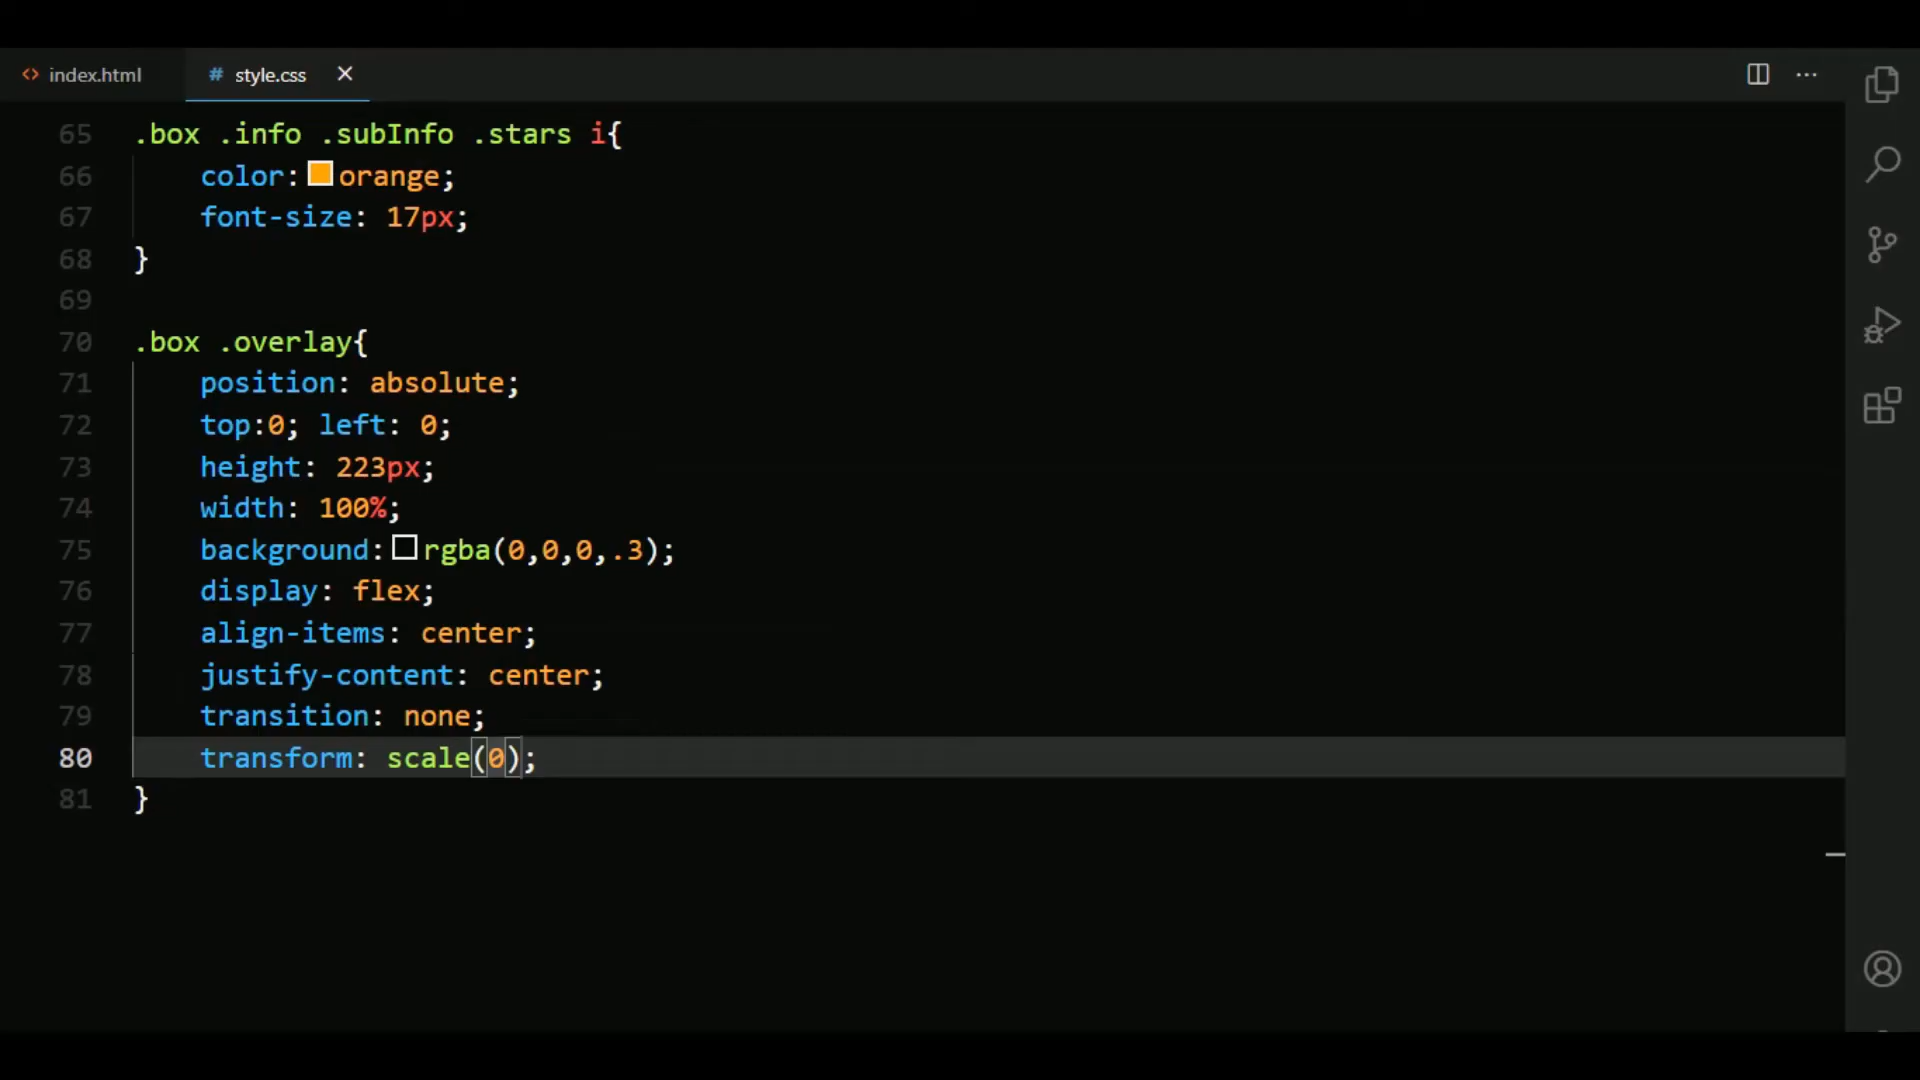 index.html
style.css
65 .box .info .subInfo .stars i{
66 color:orange;
67 font-size: 17px;
68 }
69
70 .box .overlay{
71 position: absolute;
72 top:0; left: 0;
73 height: 223px;
74 width: 100%;
75 background:rgba(0,0,0,.3);
76 display: flex;
77 align-items: center;
78 justify-content: center;
79 transition: none;
80 transform: scale(0);
81 }